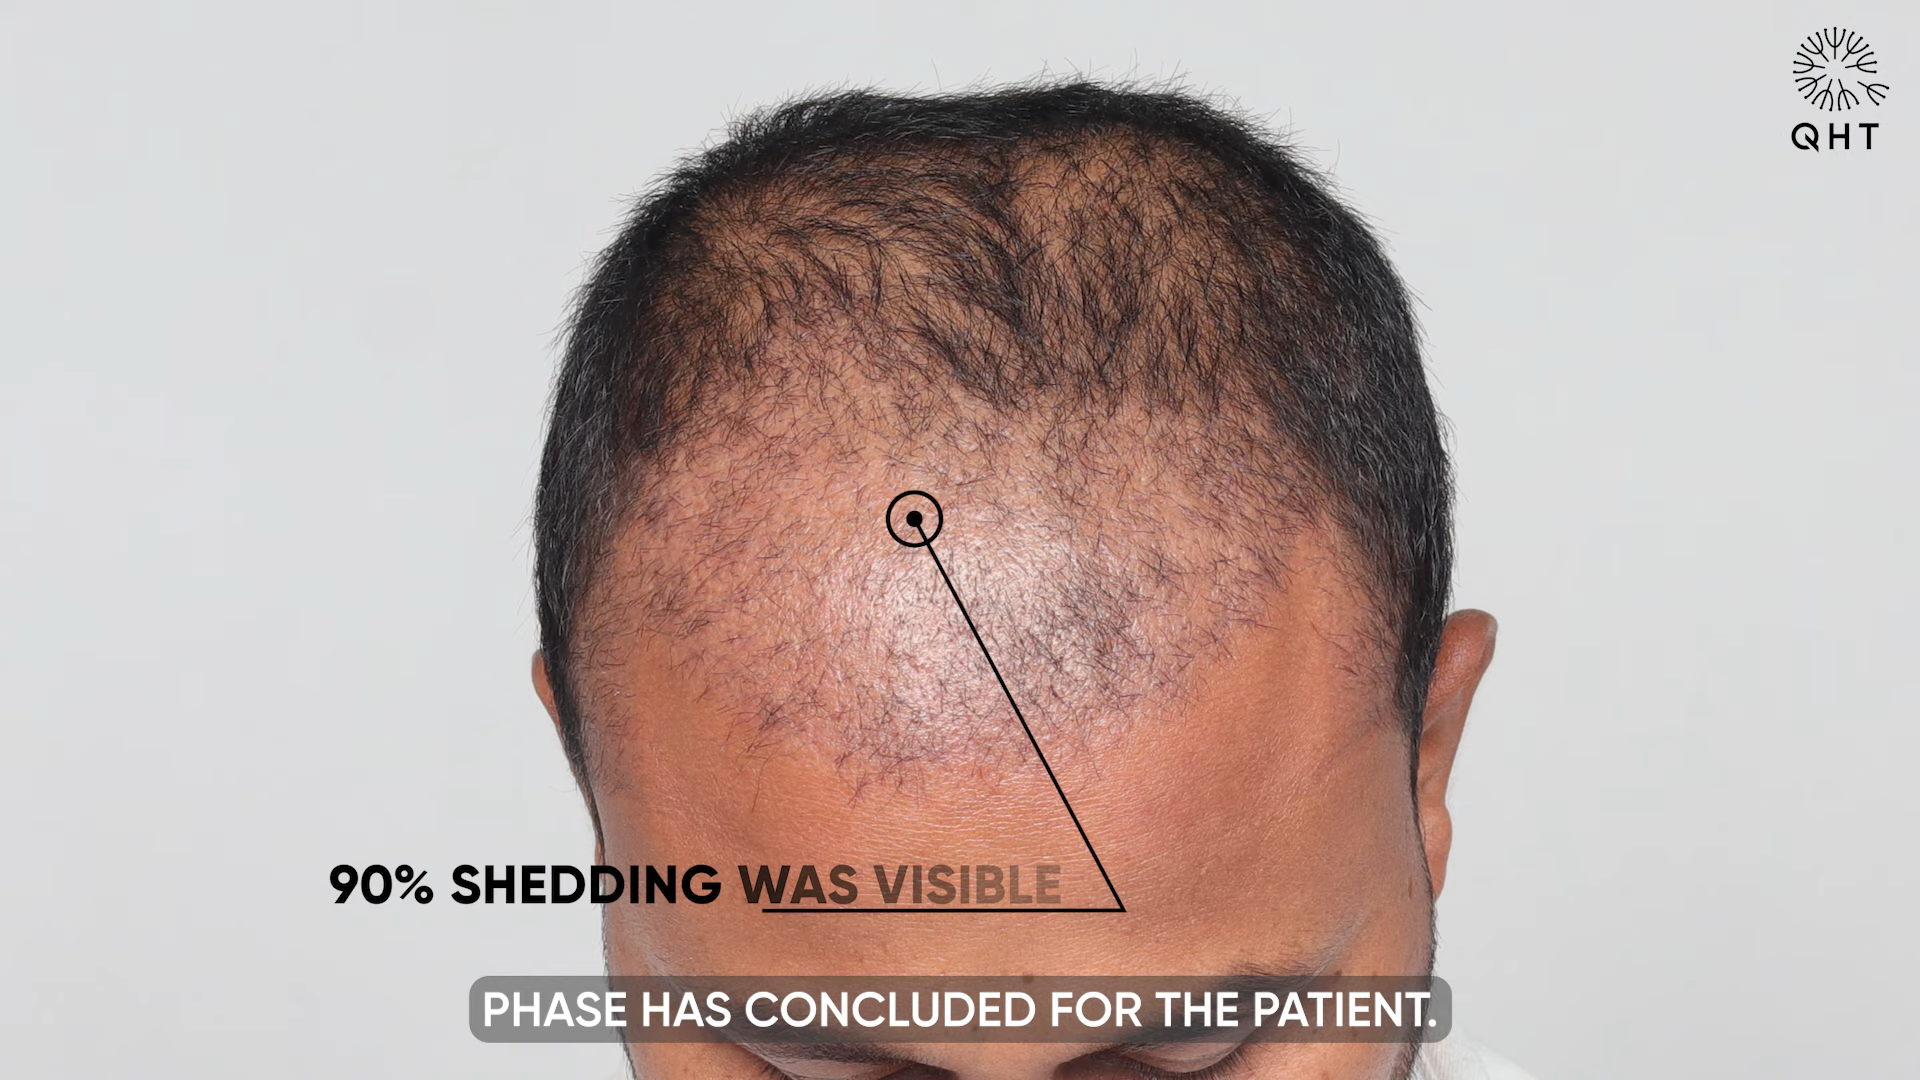 QHT
90% SHEDDING WAS VISIBLE
PHASE HAS CONCLUDED FOR THE PATIENT.